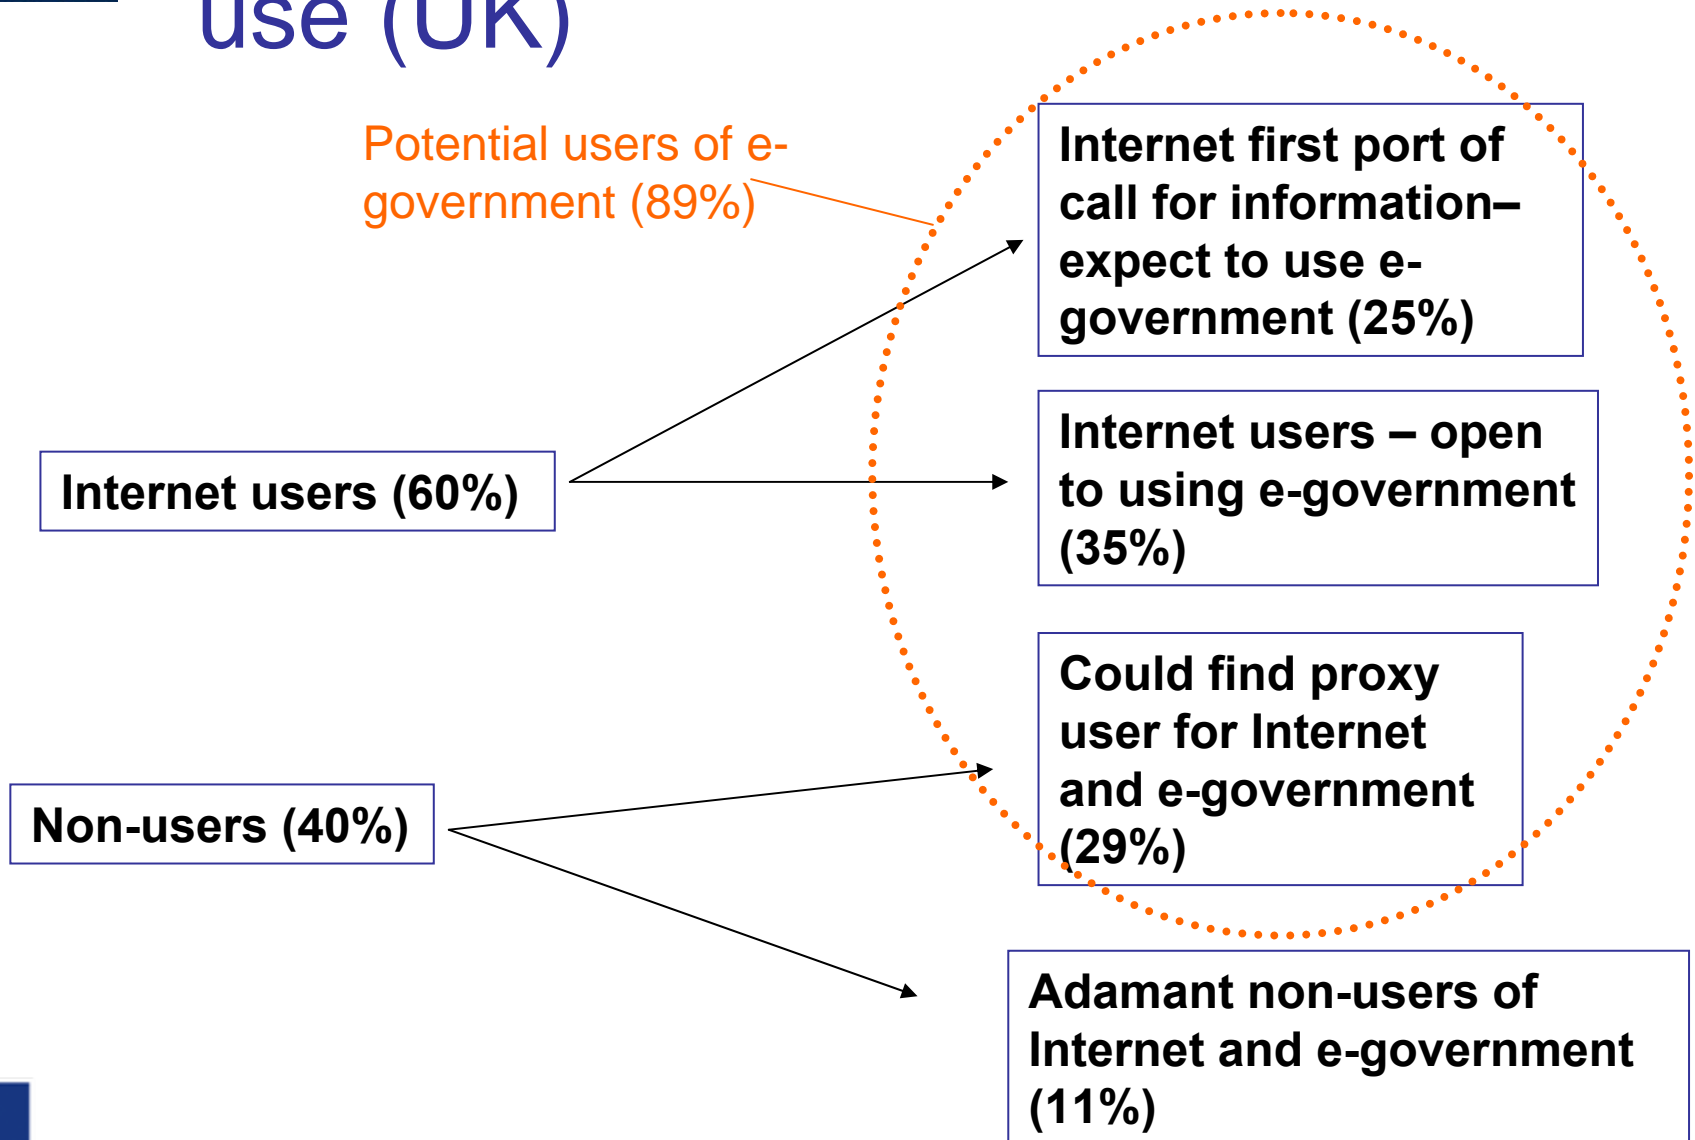 use (UK)
Potential users of e-
government (89%)
Internet first port of
call for information–
expect to use e-
government (25%)
Internet users – open
to using e-government
(35%)
Internet users (60%)
Could find proxy
user for Internet
and e-government
(29%)
Non-users (40%)
Adamant non-users of
Internet and e-government
(11%)